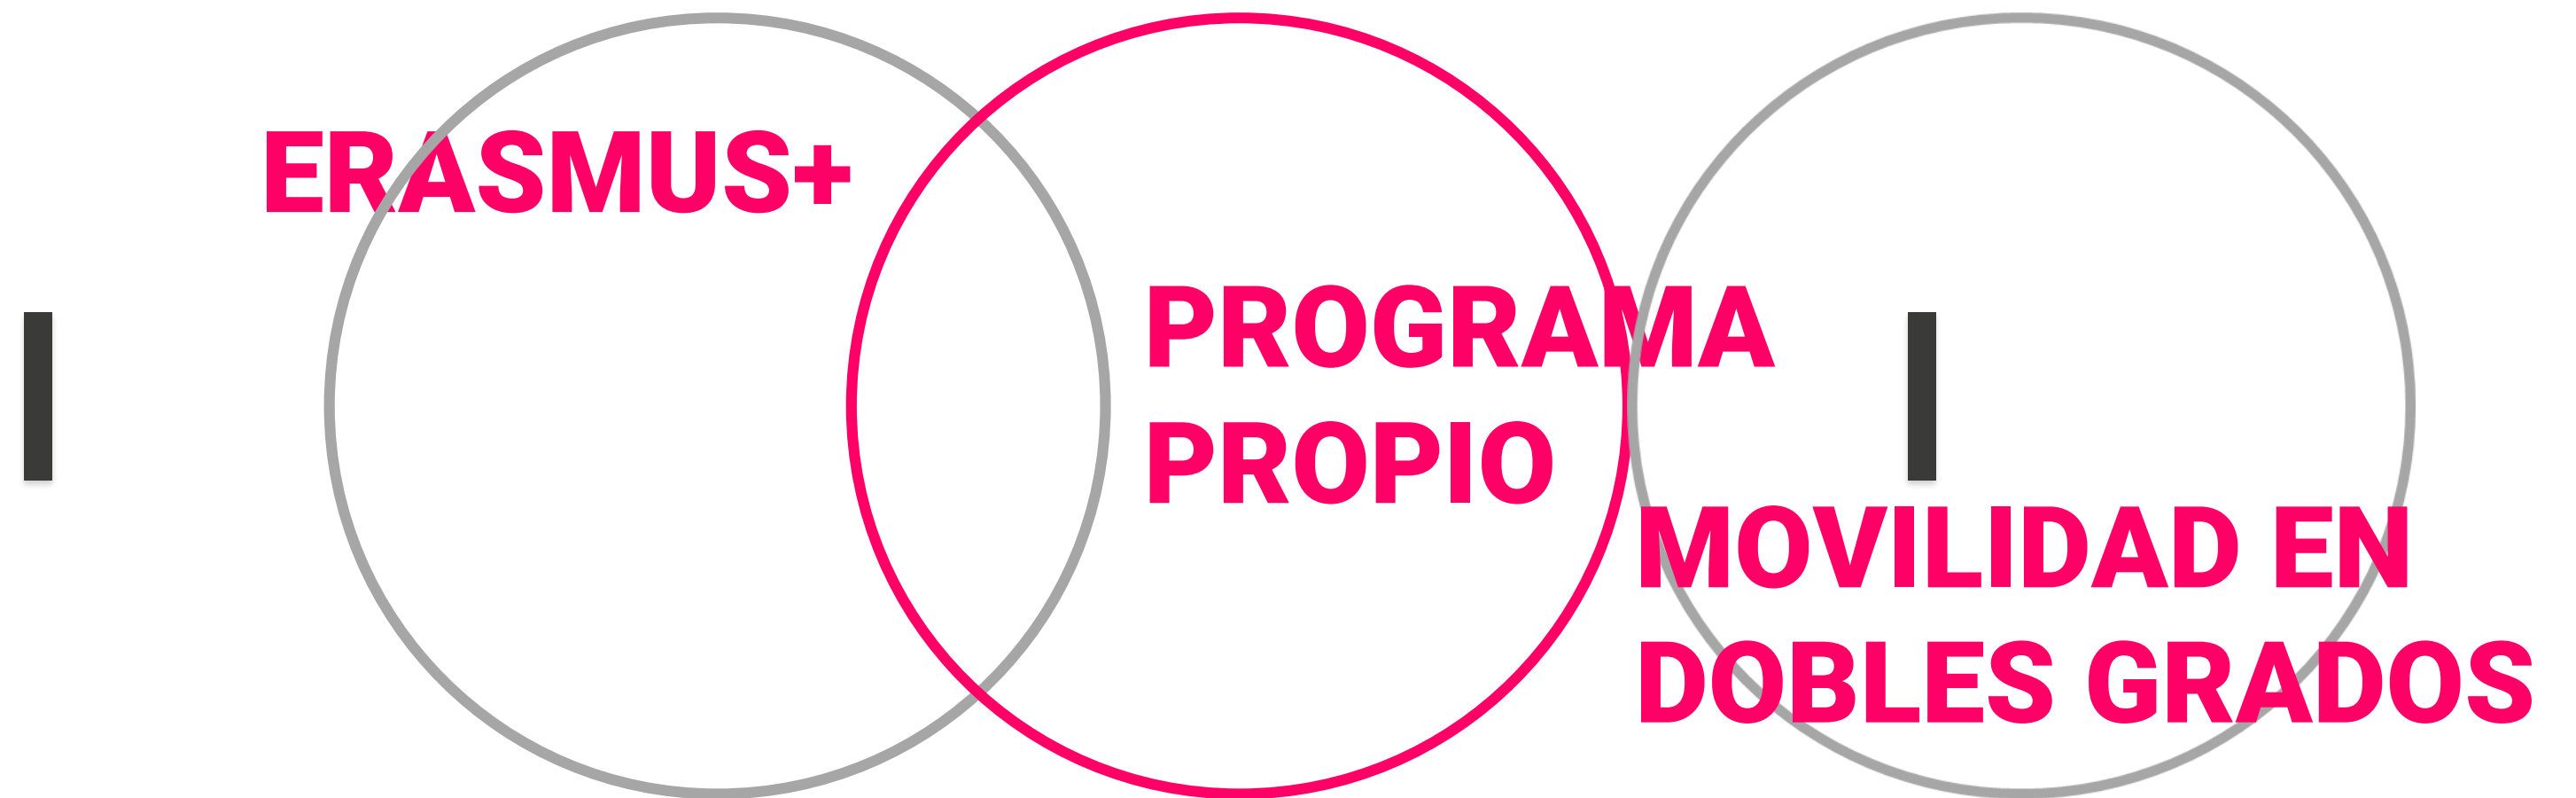 ERASMUS+
PROGRAMA
PROPIO
MOVILIDAD EN
DOBLES GRADOS